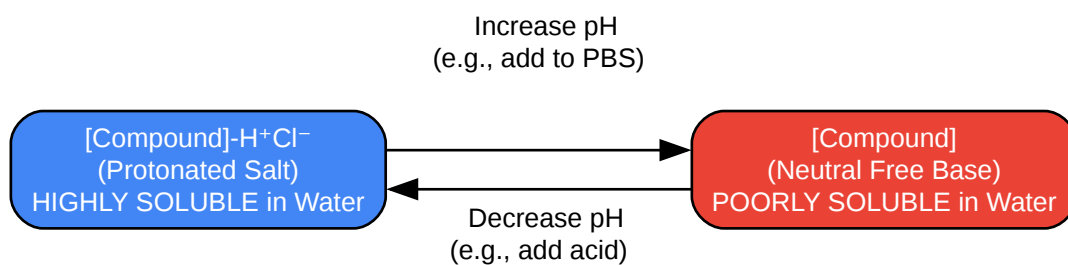 Increase pH
(e.g., add to PBS)
[Compound]-H⁺Cl⁻
(Protonated Salt)
HIGHLY SOLUBLE in Water
[Compound]
(Neutral Free Base)
POORLY SOLUBLE in Water
Decrease pH
(e.g., add acid)